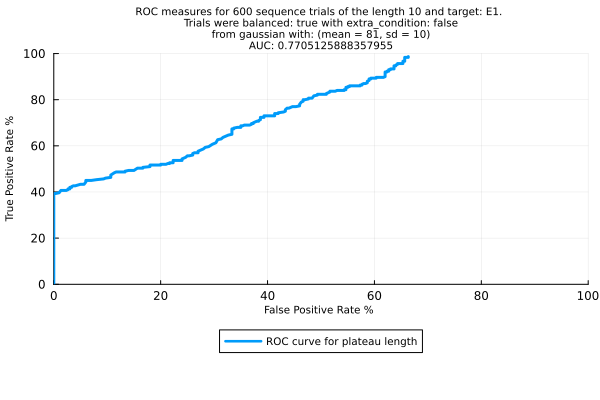 ROC measures for 600 sequence trials of the length 10 and target: E1.
Trials were balanced: true with extra_condition: false
from gaussian with: (mean = 81, sd = 10)
AUC: 0.7705125888357955
100
80
60
40
20
0
True Positive Rate %
0 20 40 60 80 100
False Positive Rate %
ROC curve for plateau length